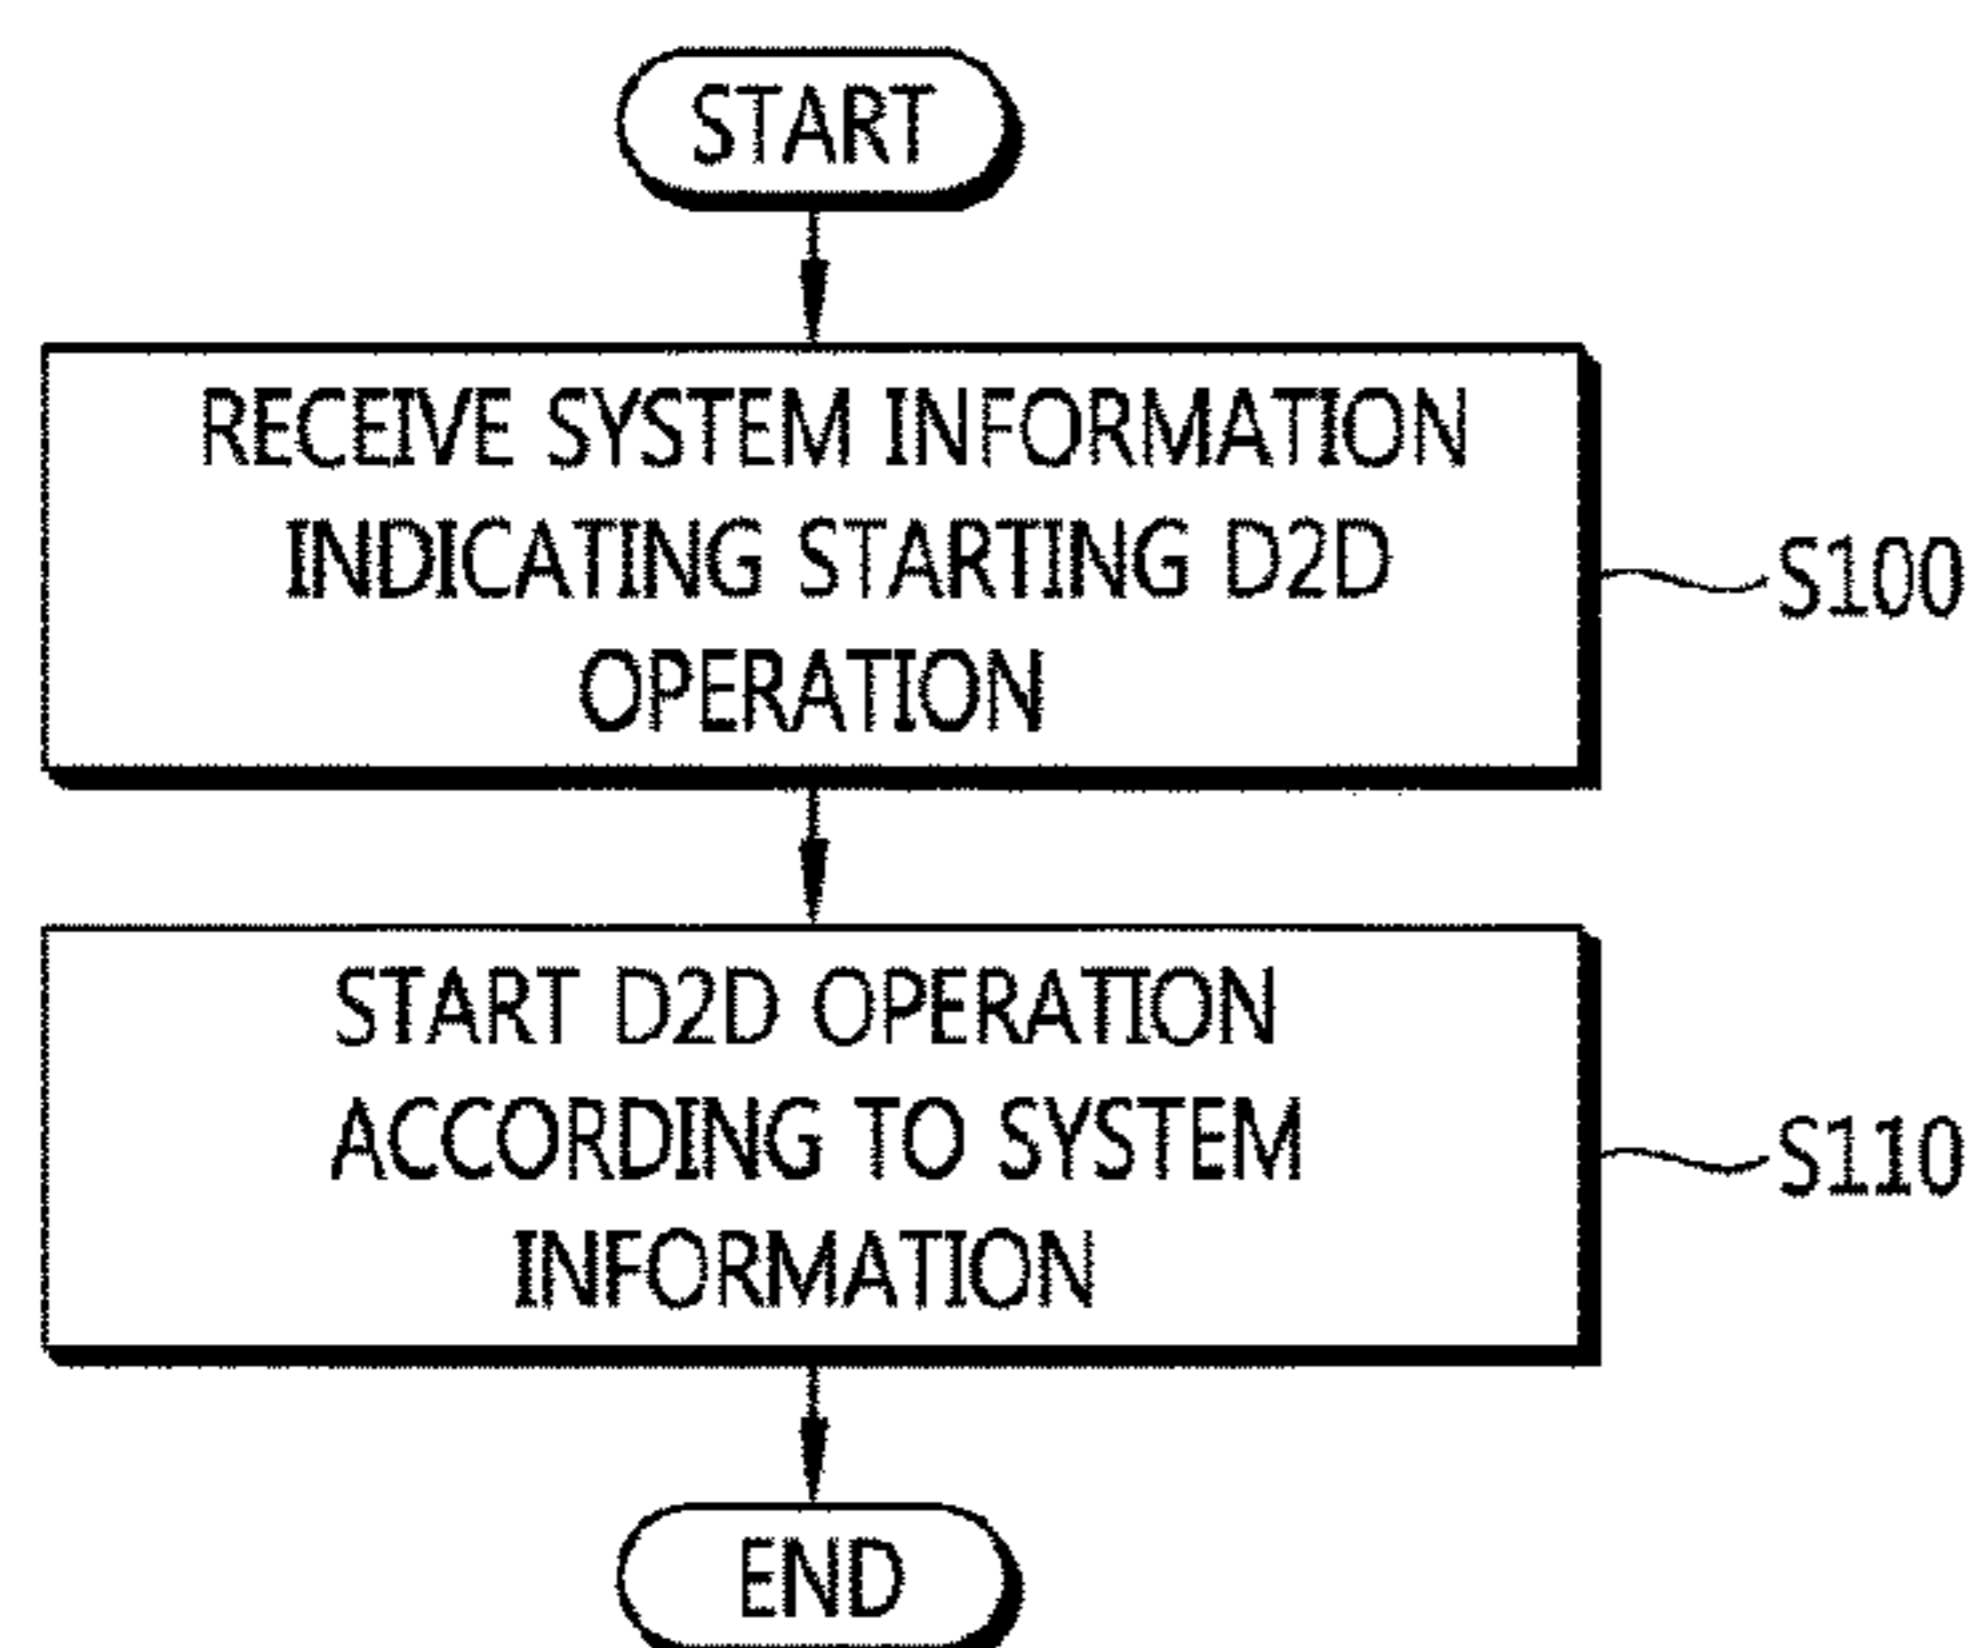 START
RECEIVE SYSTEM INFORMATION
INDICATING STARTING D2D
OPERATION
S100
START D2D OPERATION
ACCORDING TO SYSTEM
INFORMATION
S110
END